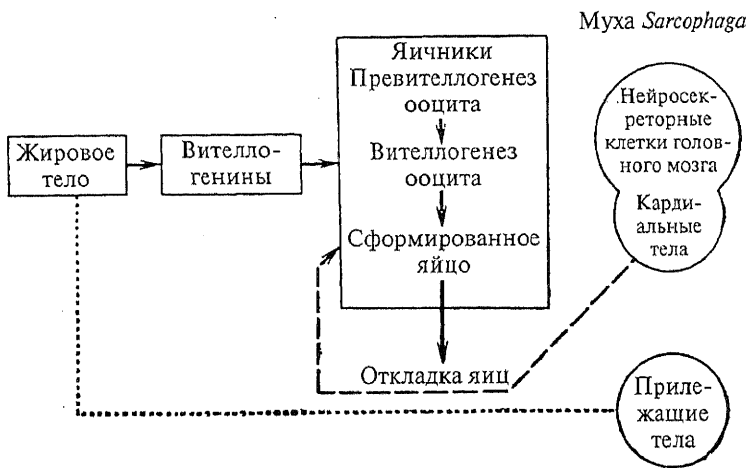 Муха Sarcophaga
Яичники
Превителлогенез
ооцита
Вителлогенез
ооцита
Сформированное
яйцо
Откладка яиц
Жировое
тело
Вителло-
генины
Нейросек-
реторные
клетки голов-
ного мозга
Карди-
альные
тела
Приле-
жащие
тела